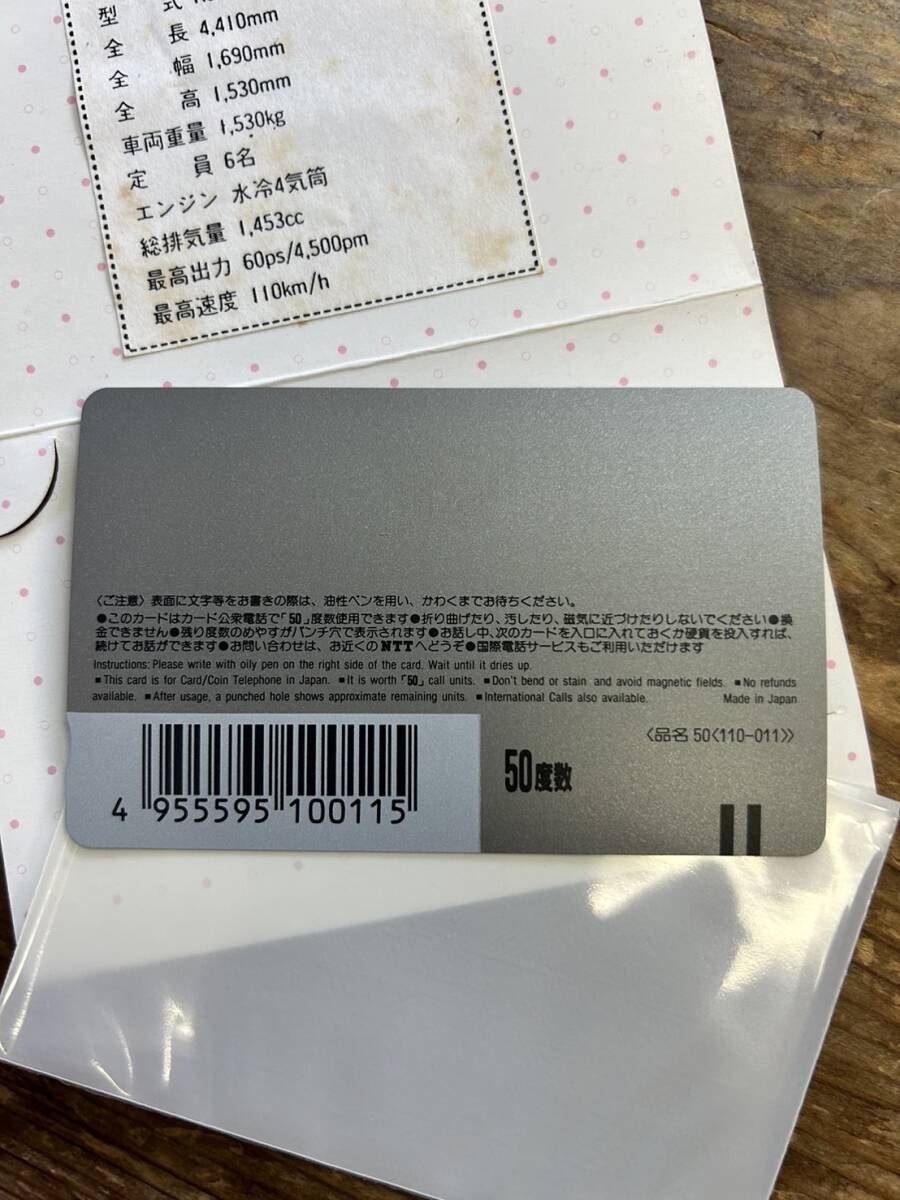 型 式
全 長 4,410mm
全 幅 1,690mm
全 高 1,530mm
車両重量 1,530kg
定 員 6名
エンジン 水冷4気筒
総排気量 1,453cc
最高出力 60ps/4,500pm
最高速度 110km/h
〈ご注意〉表面に文字等をお書きの際は、油性ペンを用い、かわくまでお待ちください。
●このカードはカード公衆電話で「50」度数使用できます●折り曲げたり、汚したり、磁気に近づけたりしないでください●換
金できません●残り度数のめやすがパンチ穴で表示されます●お話し中、次のカードを入口に入れておくか硬貨を投入すれば、
続けてお話ができます●お問い合わせは、お近くのNTTへどうぞ●国際電話サービスもご利用いただけます
Instructions: Please write with oily pen on the right side of the card. Wait until it dries up.
■This card is for Card/Coin Telephone in Japan. ■It is worth「50」call units. ■Don't bend or stain and avoid magnetic fields. ■No refunds
available. ■After usage, a punched hole shows approximate remaining units. ■International Calls also available. Made in Japan
〈品名 50〈110-011〉〉
50度数
4 955595 100115